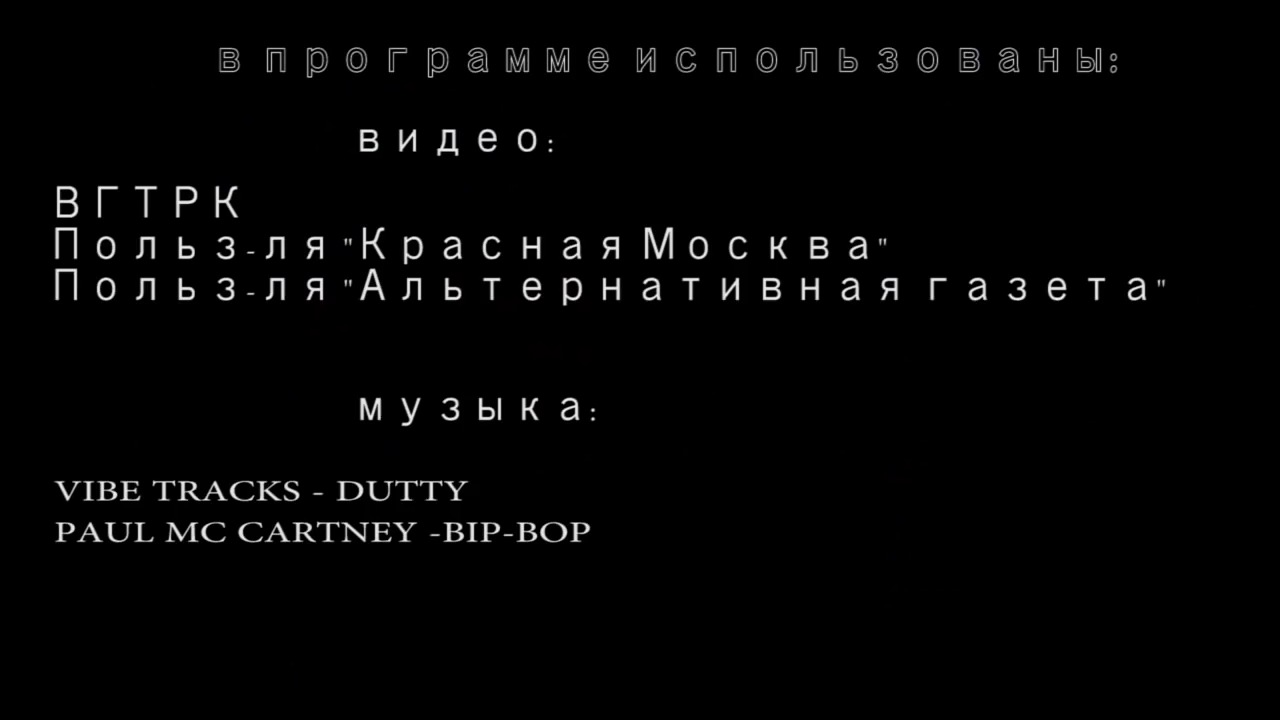 в программе использованы:
видео:
ВГТРК
Польз-ля "Красная Москва"
Польз-ля "Альтернативная газета"
музыка:
VIBE TRACKS - DUTTY
PAUL MC CARTNEY -BIP-BOP